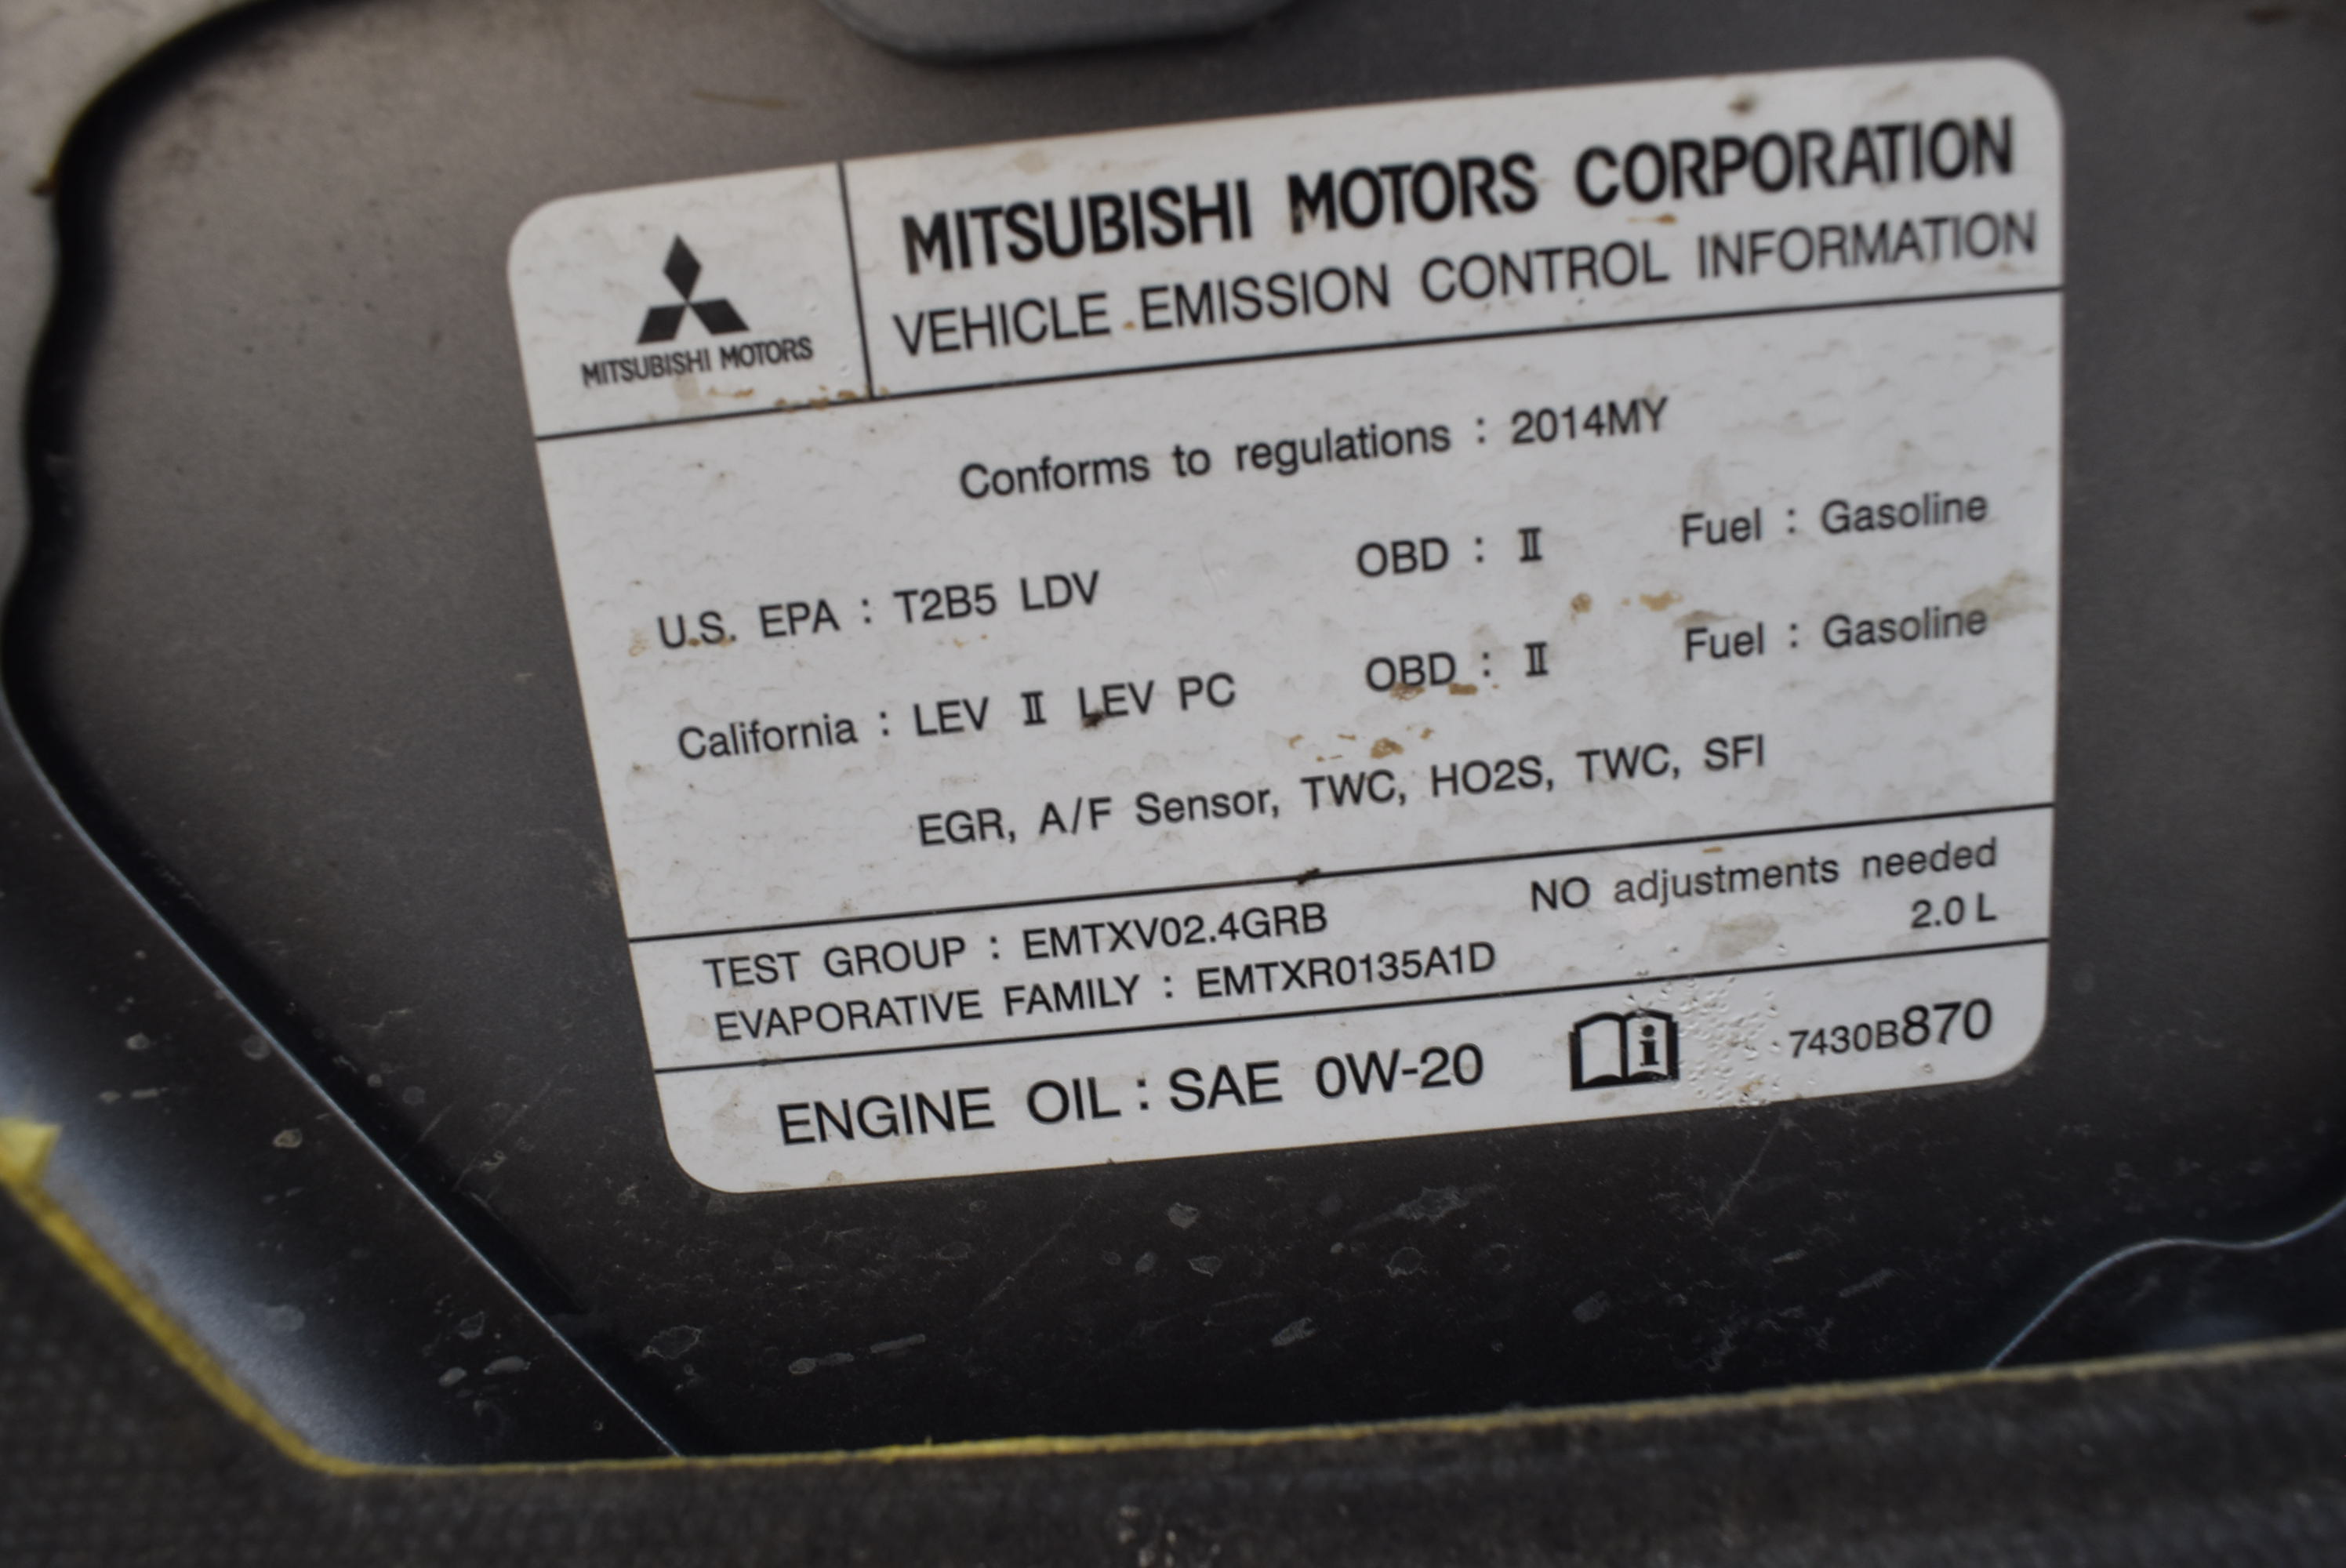 MITSUBISHI MOTORS
MITSUBISHI MOTORS CORPORATION
VEHICLE EMISSION CONTROL INFORMATION
Conforms to regulations : 2014MY
U.S. EPA : T2B5 LDV OBD : Ⅱ Fuel : Gasoline
California : LEV Ⅱ LEV PC OBD : Ⅱ Fuel : Gasoline
EGR, A/F Sensor, TWC, HO2S, TWC, SFI
TEST GROUP : EMTXV02.4GRB NO adjustments needed
EVAPORATIVE FAMILY : EMTXR0135A1D 2.0 L
ENGINE OIL : SAE 0W-20 i 7430B870